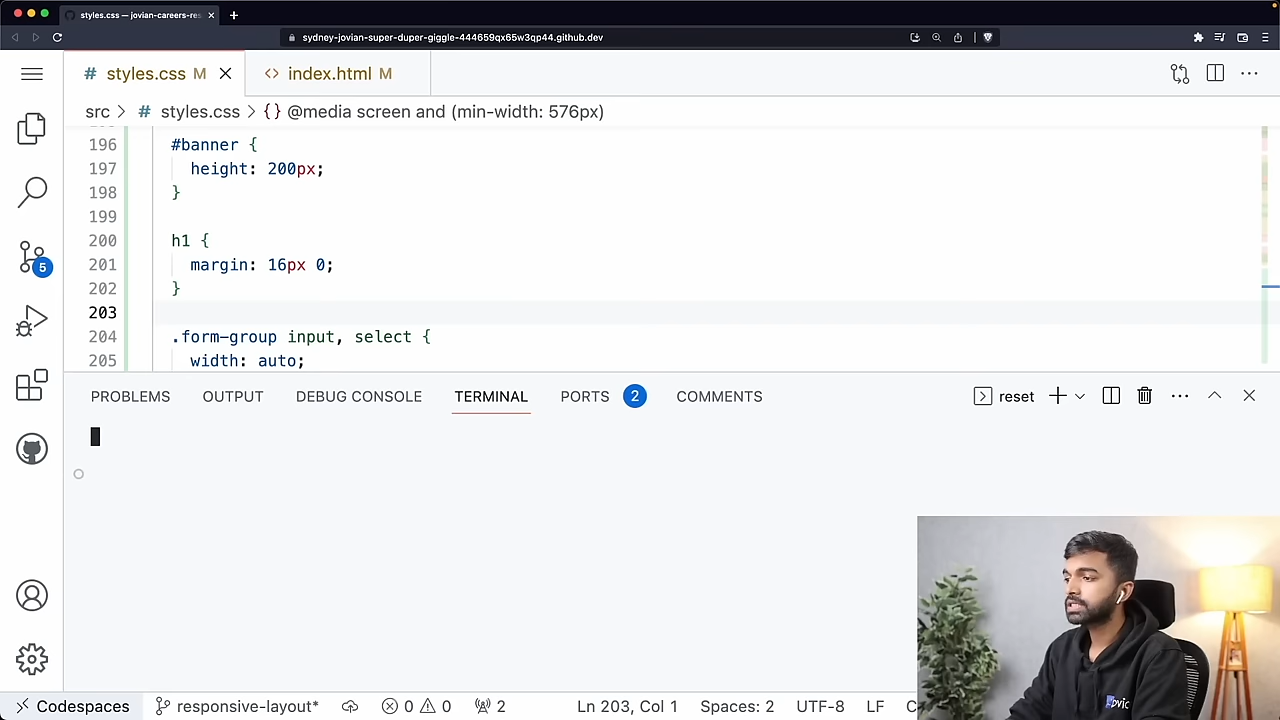 styles.css — jovian-careers-res
sydney-jovian-super-duper-giggle-444659qx65w3qp44.github.dev
# styles.css M
<> index.html M
src > # styles.css > {} @media screen and (min-width: 576px)
196 #banner {
197 height: 200px;
198 }
199
200 h1 {
201 margin: 16px 0;
202 }
203
204 .form-group input, select {
205 width: auto;
5
PROBLEMS OUTPUT DEBUG CONSOLE TERMINAL PORTS 2 COMMENTS
reset
Codespaces responsive-layout* 0 0 2 Ln 203, Col 1 Spaces: 2 UTF-8 LF